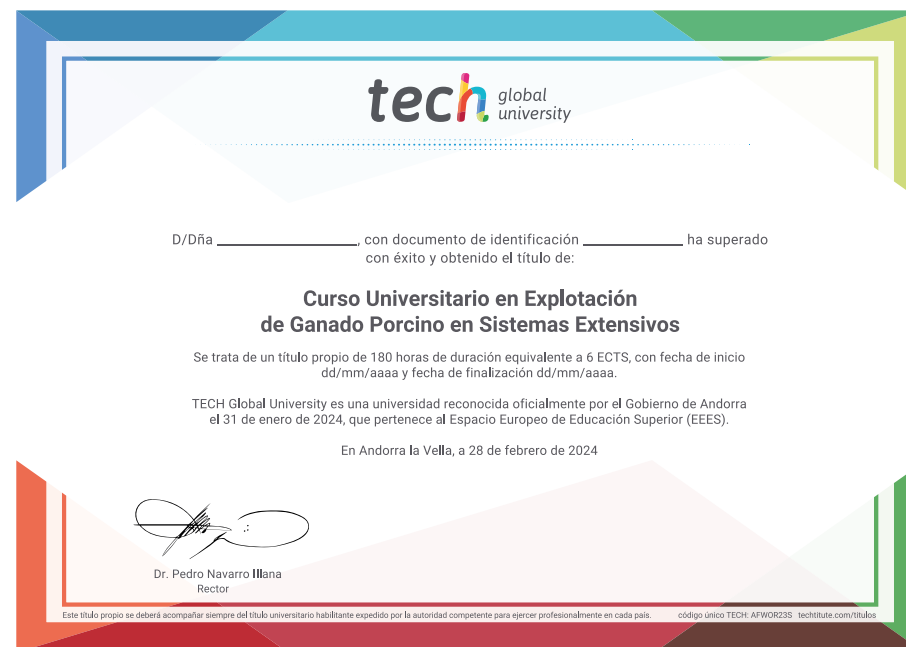 tech global university
D/Dña ____________________, con documento de identificación ______________ ha superado
con éxito y obtenido el título de:
Curso Universitario en Explotación
de Ganado Porcino en Sistemas Extensivos
Se trata de un título propio de 180 horas de duración equivalente a 6 ECTS, con fecha de inicio
dd/mm/aaaa y fecha de finalización dd/mm/aaaa.
TECH Global University es una universidad reconocida oficialmente por el Gobierno de Andorra
el 31 de enero de 2024, que pertenece al Espacio Europeo de Educación Superior (EEES).
En Andorra la Vella, a 28 de febrero de 2024
Dr. Pedro Navarro Illana
Rector
Este título propio se deberá acompañar siempre del título universitario habilitante expedido por la autoridad competente para ejercer profesionalmente en cada país. código único TECH: AFWOR23S techtitute.com/titulos